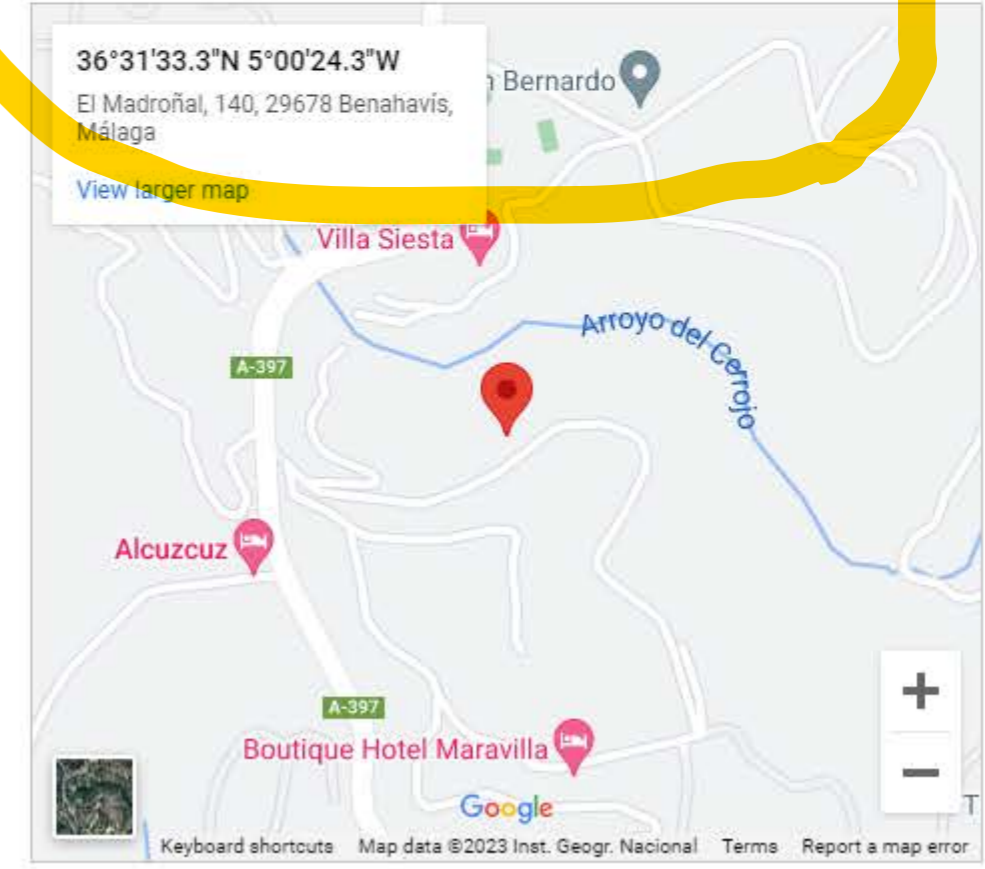 36°31'33.3"N 5°00'24.3"W
El Madroñal, 140, 29678 Benahavís,
Málaga
View larger map
Bernardo
Villa Siesta
Arroyo del Cerrojo
A-397
Alcuzcuz
A-397
Boutique Hotel Maravilla
Google
Keyboard shortcuts Map data ©2023 Inst. Geogr. Nacional Terms Report a map error